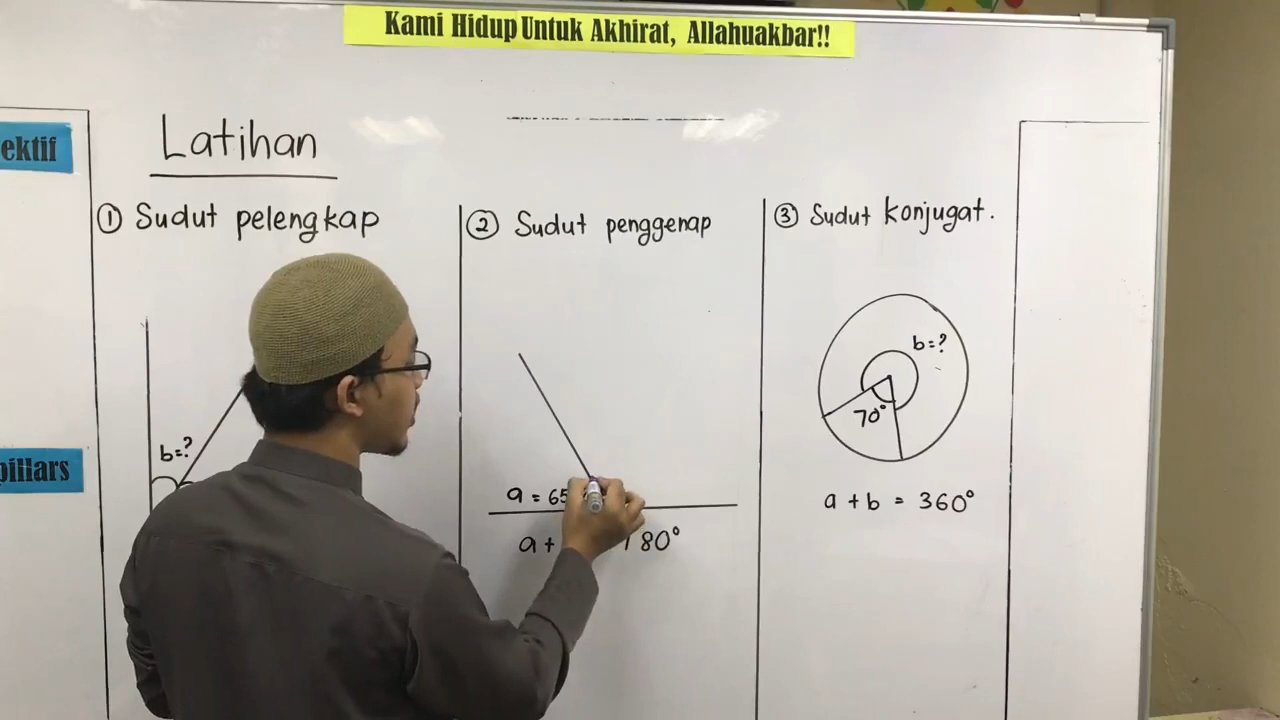 Kami Hidup Untuk Akhirat, Allahuakbar!!
ektif
pillars
Latihan
① Sudut pelengkap
b=?
② Sudut penggenap
a = 65
a + 180°
③ Sudut konjugat.
b=?
70°
a + b = 360°